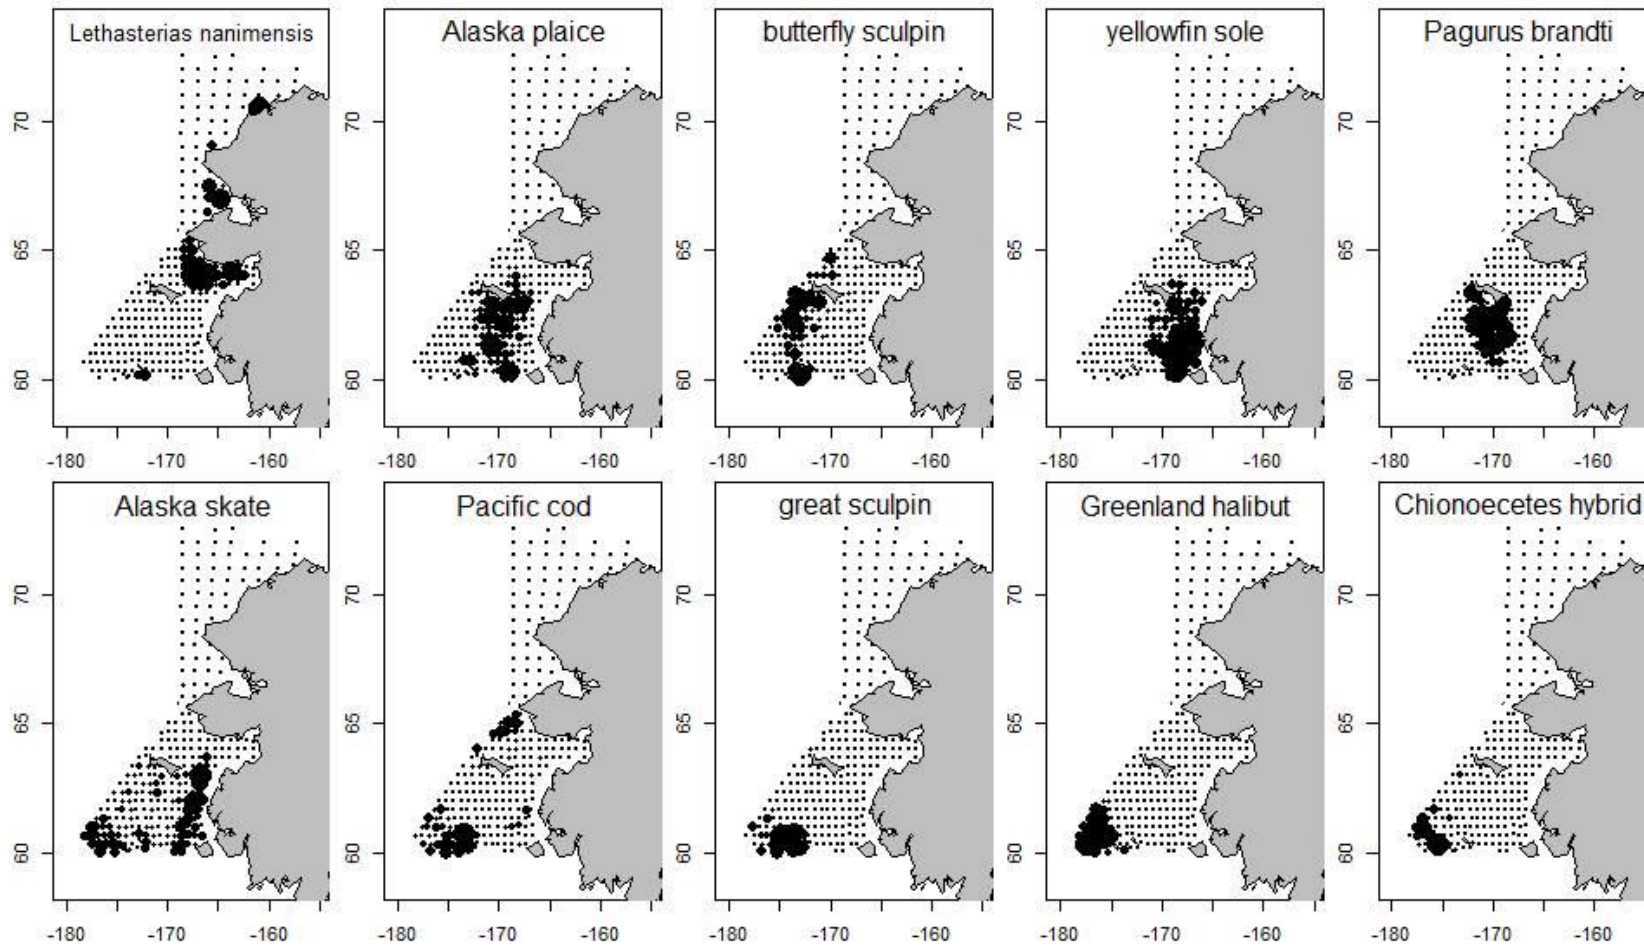 Lethasterias nanimensis
Alaska plaice
butterfly sculpin
yellowfin sole
Pagurus brandti
70
65
60
70
65
60
70
65
60
70
65
60
70
65
60
-180 -170 -160
-180 -170 -160
-180 -170 -160
-180 -170 -160
-180 -170 -160
Alaska skate
Pacific cod
great sculpin
Greenland halibut
Chionoecetes hybrid
70
65
60
70
65
60
70
65
60
70
65
60
70
65
60
-180 -170 -160
-180 -170 -160
-180 -170 -160
-180 -170 -160
-180 -170 -160